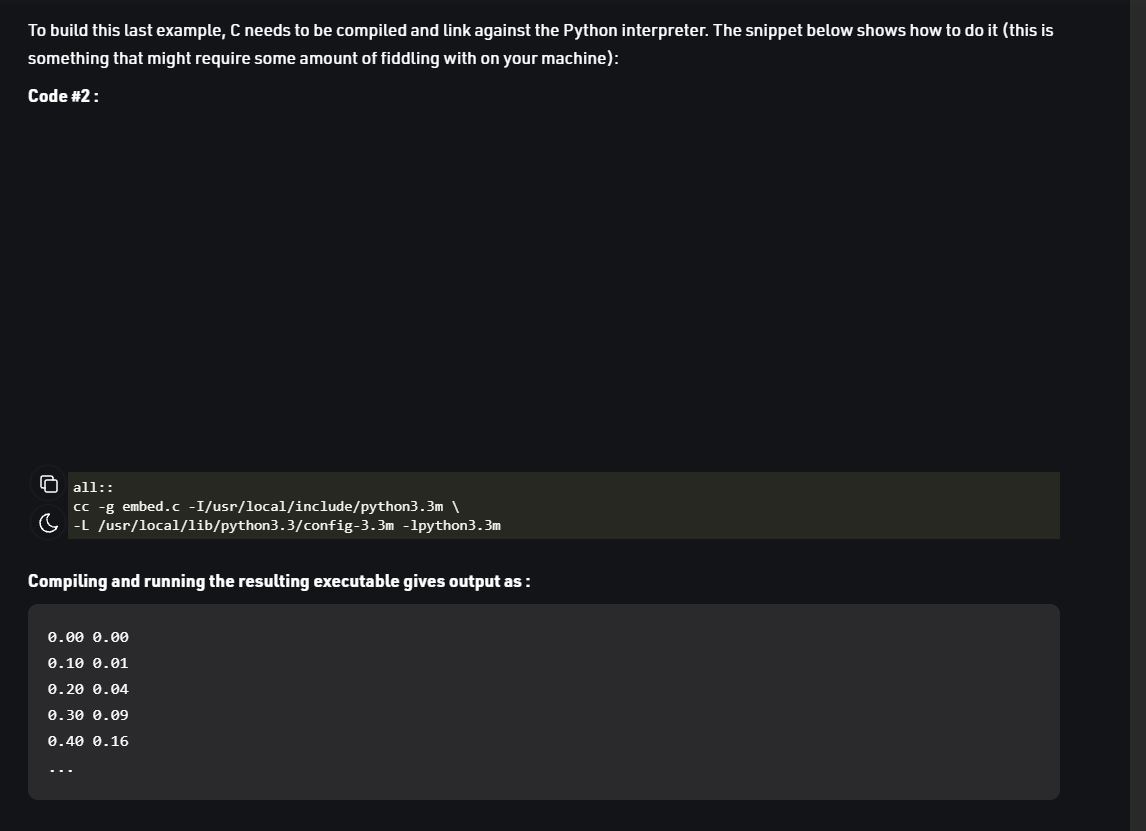 To build this last example, C needs to be compiled and link against the Python interpreter. The snippet below shows how to do it (this is
something that might require some amount of fiddling with on your machine):
Code #2 :
all::
cc -g embed.c -I/usr/local/include/python3.3m \
-L /usr/local/lib/python3.3/config-3.3m -lpython3.3m
Compiling and running the resulting executable gives output as :
0.00 0.00
0.10 0.01
0.20 0.04
0.30 0.09
0.40 0.16
...